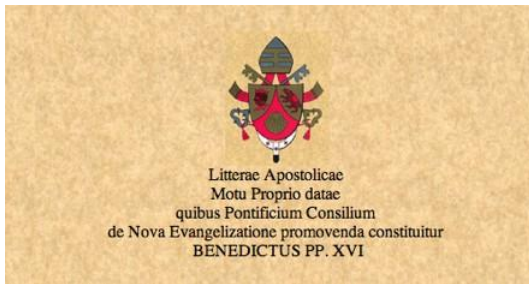 Litterae Apostolicae
Motu Proprio datae
quibus Pontificium Consilium
de Nova Evangelizatione promovenda constituitur
BENEDICTUS PP. XVI